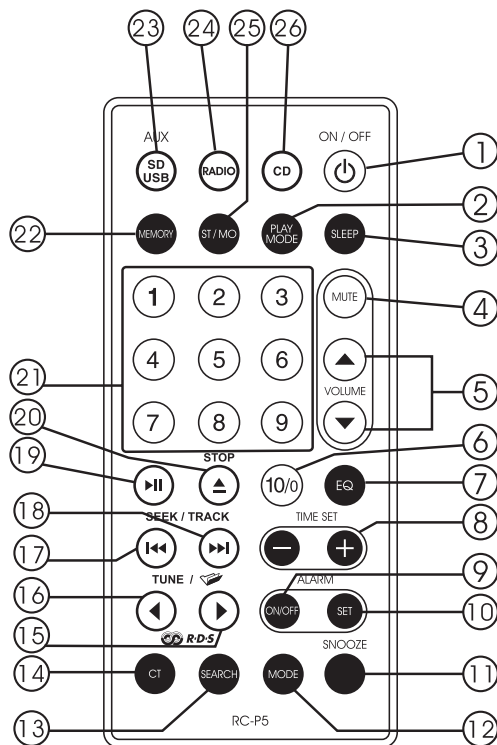 23 24 25 26
AUX ON / OFF
SD USB RADIO CD
1
2
MEMORY ST / MO PLAY MODE SLEEP
22 3
1 2 3 MUTE
4
4 5 6
21 VOLUME 5
7 8 9
20 STOP 6
19 10/0 EQ 7
18 SEEK / TRACK TIME SET
17 − + 8
TUNE / ALARM 9
16 ON/OFF SET 10
15 R·D·S SNOOZE
14 CT SEARCH MODE 11
13 RC-P5 12